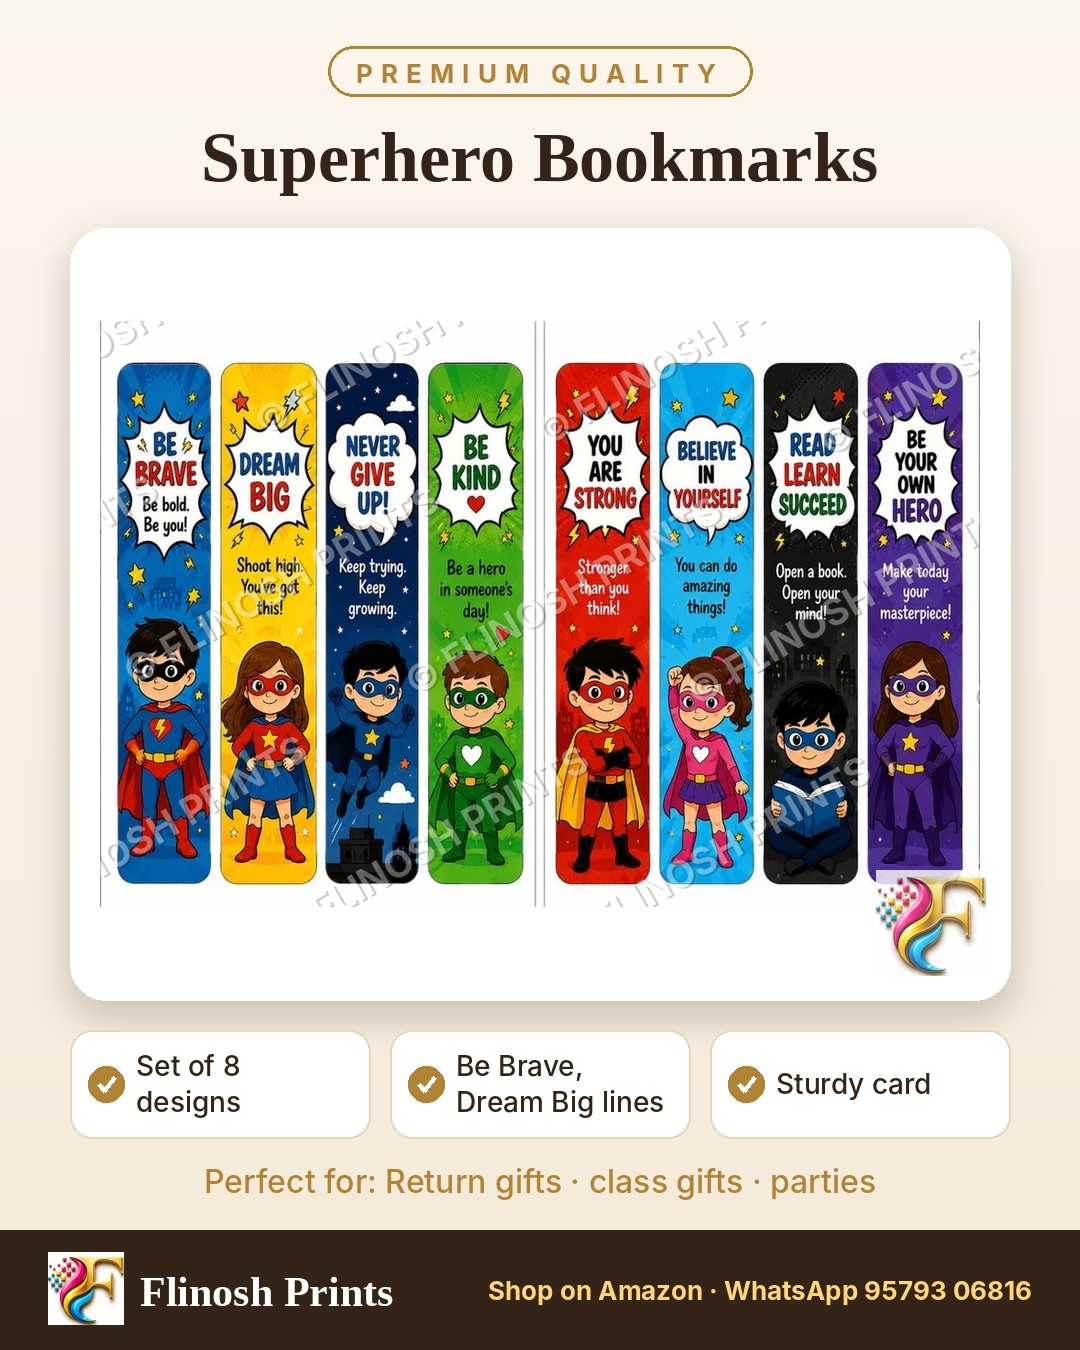 PREMIUM QUALITY
Superhero Bookmarks
BE
BRAVE
Be bold.
Be you!
DREAM
BIG
Shoot high.
You've got
this!
NEVER
GIVE
UP!
Keep trying.
Keep
growing.
BE
KIND
Be a hero
in someone's
day!
YOU
ARE
STRONG
Stronger
than you
think!
BELIEVE
IN
YOURSELF
You can do
amazing
things!
READ
LEARN
SUCCEED
Open a book.
Open your
mind!
BE
YOUR
OWN
HERO
Make today
your
masterpiece!
© FLINOSH PRINTS
F
Set of 8
designs
Be Brave,
Dream Big lines
Sturdy card
Perfect for: Return gifts · class gifts · parties
F
Flinosh Prints
Shop on Amazon · WhatsApp 95793 06816